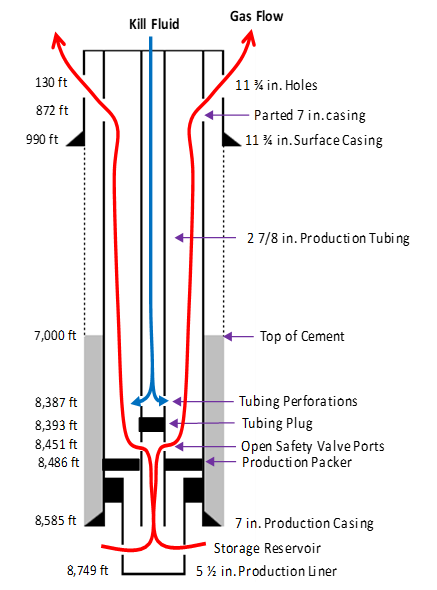 Kill Fluid
Gas Flow
130 ft
11 ¾ in. Holes
872 ft
Parted 7 in. casing
990 ft
11 ¾ in. Surface Casing
2 7/8 in. Production Tubing
7,000 ft
Top of Cement
8,387 ft
Tubing Perforations
8,393 ft
Tubing Plug
8,451 ft
Open Safety Valve Ports
8,486 ft
Production Packer
8,585 ft
7 in. Production Casing
Storage Reservoir
8,749 ft
5 ½ in. Production Liner